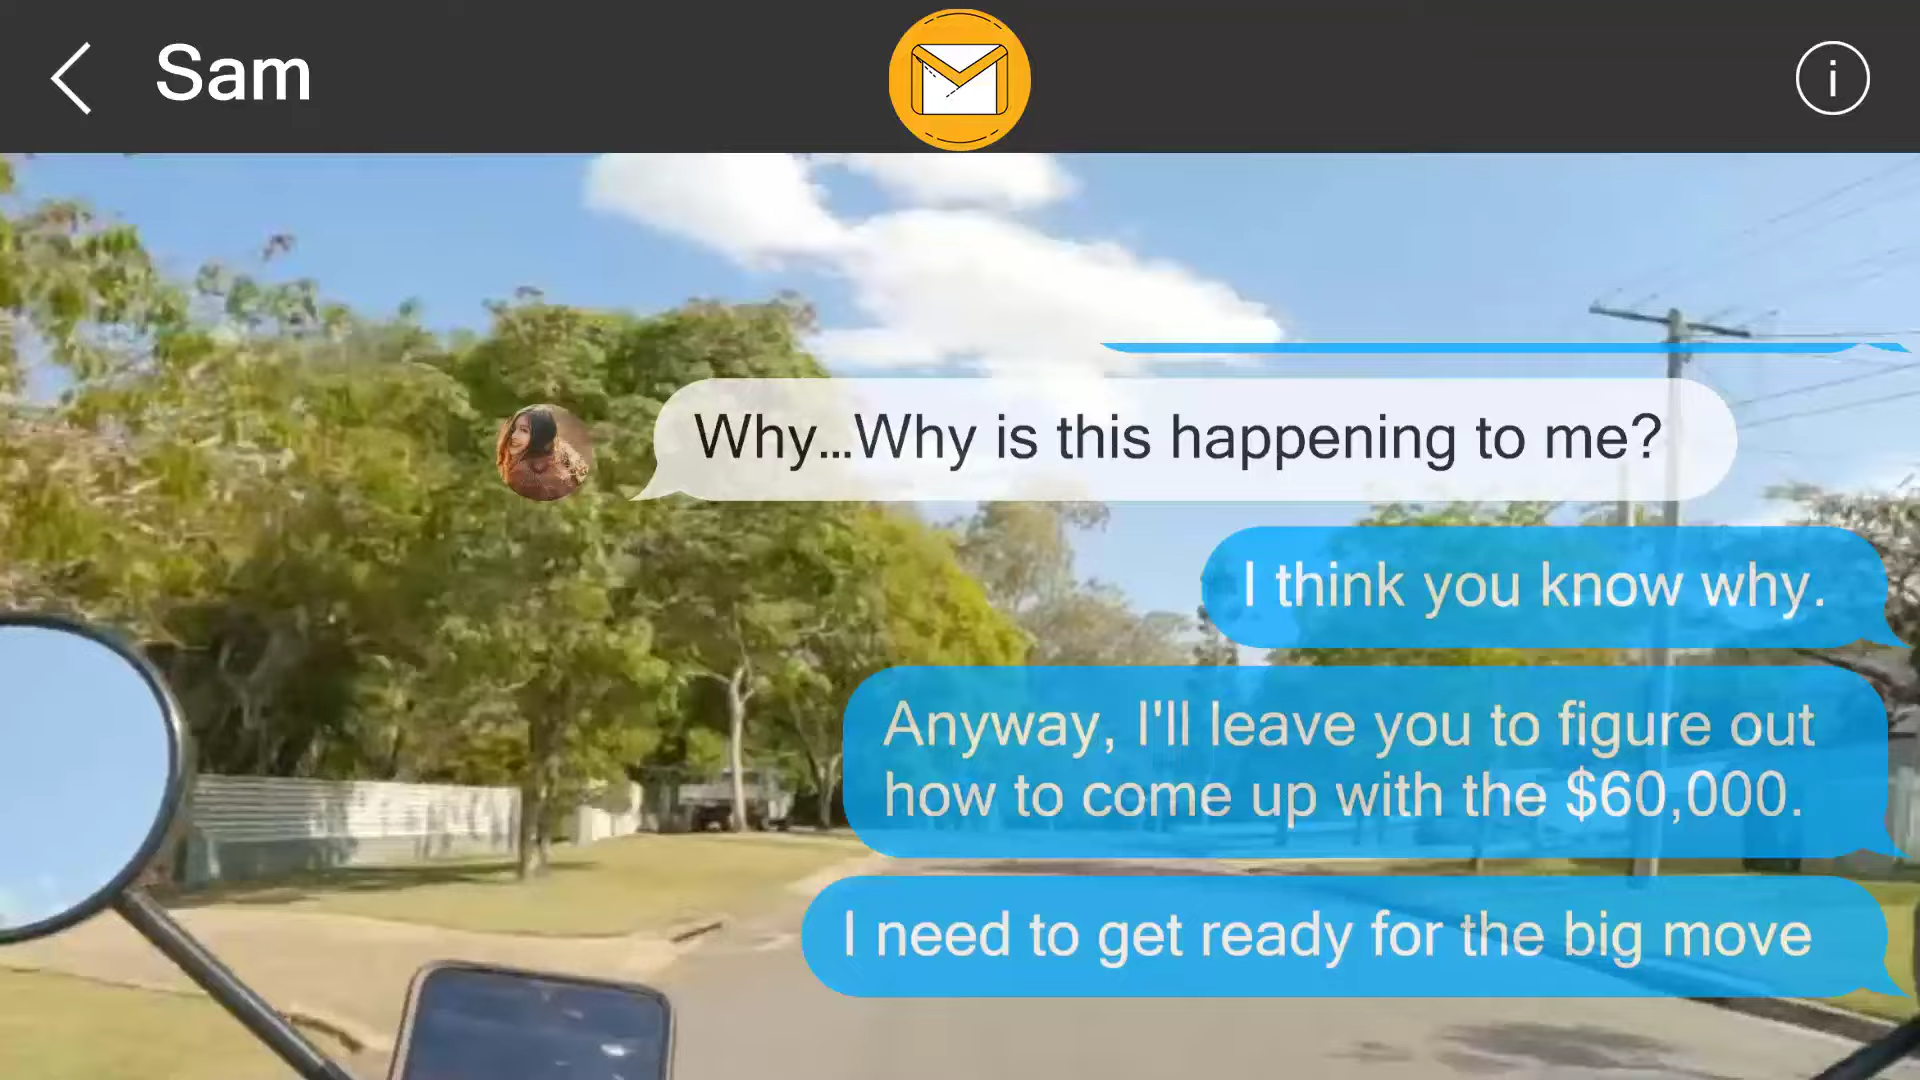 Sam
i
Why...Why is this happening to me?
I think you know why.
Anyway, I'll leave you to figure out
how to come up with the $60,000.
I need to get ready for the big move